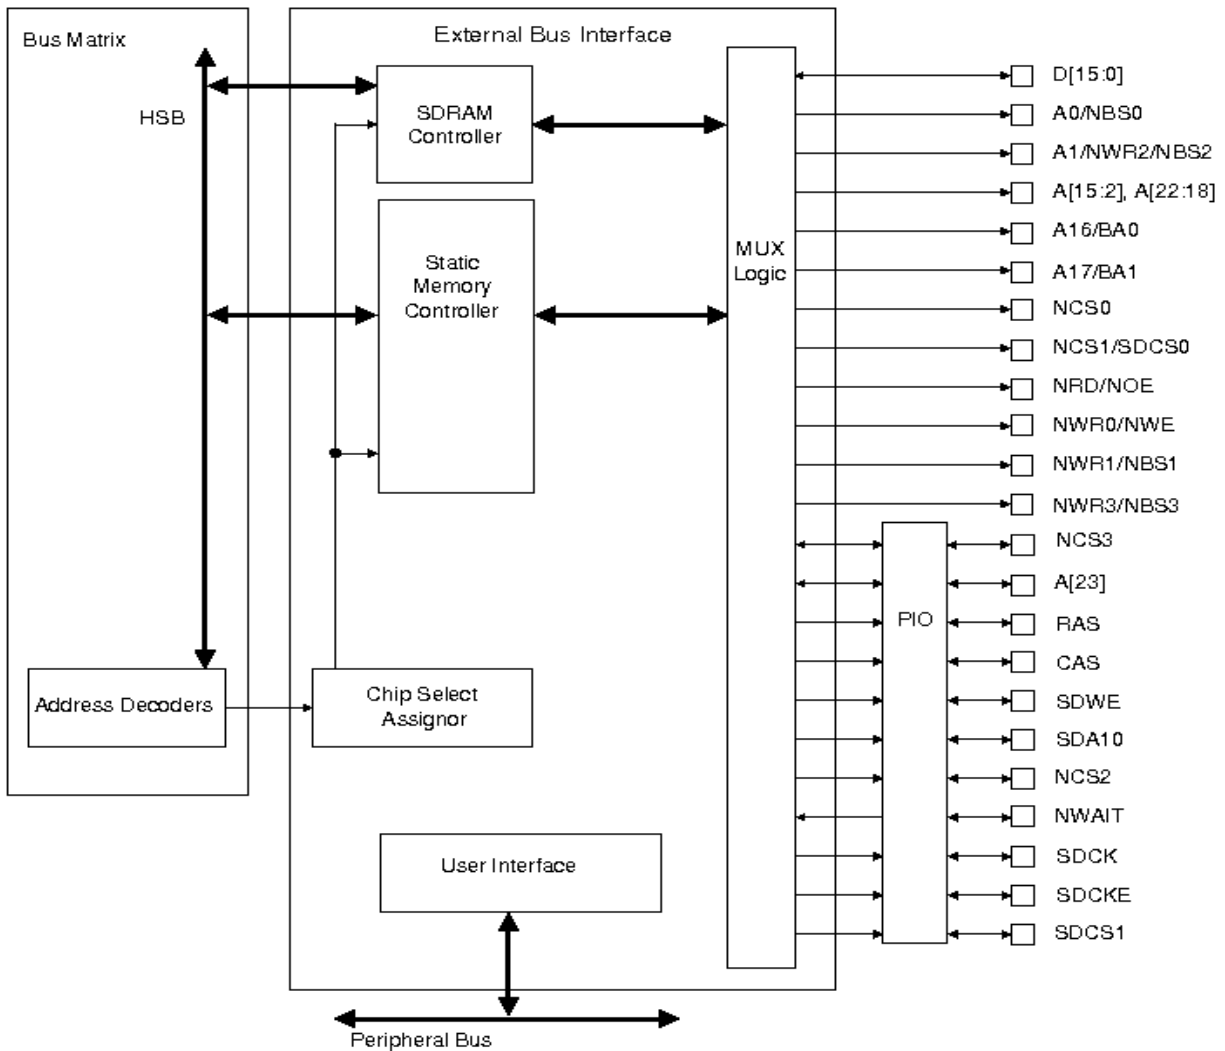 Bus Matrix
External Bus Interface
HSB
SDRAM
Controller
Static
Memory
Controller
MUX
Logic
Address Decoders
Chip Select
Assignor
User Interface
Peripheral Bus
PIO
D[15:0]
A0/NBS0
A1/NWR2/NBS2
A[15:2], A[22:18]
A16/BA0
A17/BA1
NCS0
NCS1/SDCS0
NRD/NOE
NWR0/NWE
NWR1/NBS1
NWR3/NBS3
NCS3
A[23]
RAS
CAS
SDWE
SDA10
NCS2
NWAIT
SDCK
SDCKE
SDCS1